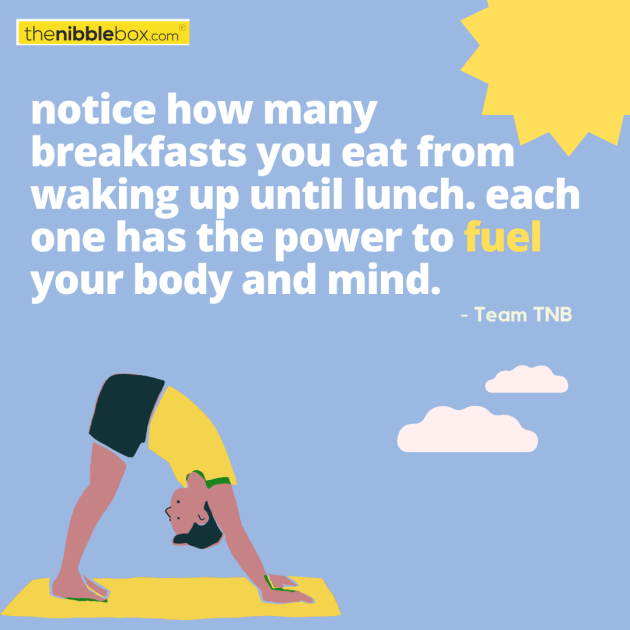 thenibblebox.com®
notice how many
breakfasts you eat from
waking up until lunch. each
one has the power to fuel
your body and mind.
- Team TNB